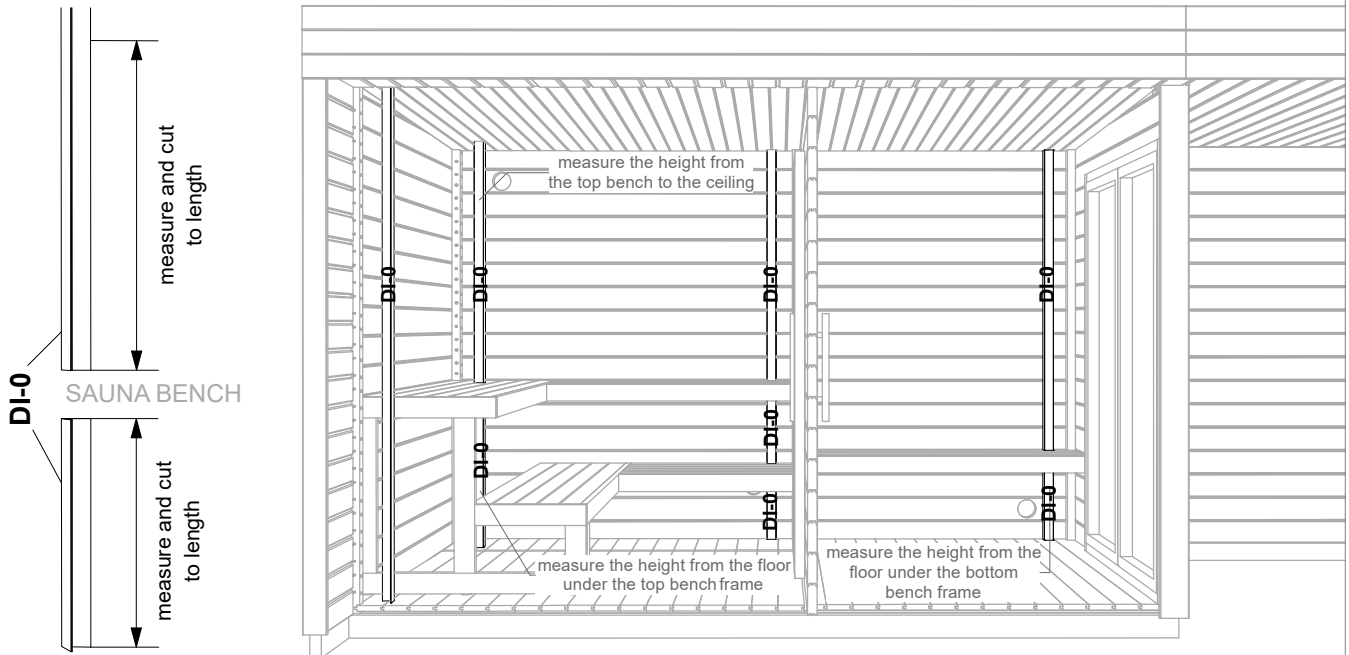 measure and cut
to length
DI-0
SAUNA BENCH
measure and cut
to length
measure the height from
the top bench to the ceiling
DI-0
DI-0
DI-0
DI-0
DI-0
DI-0
DI-0
DI-0
measure the height from the floor
under the top bench frame
measure the height from the
floor under the bottom
bench frame